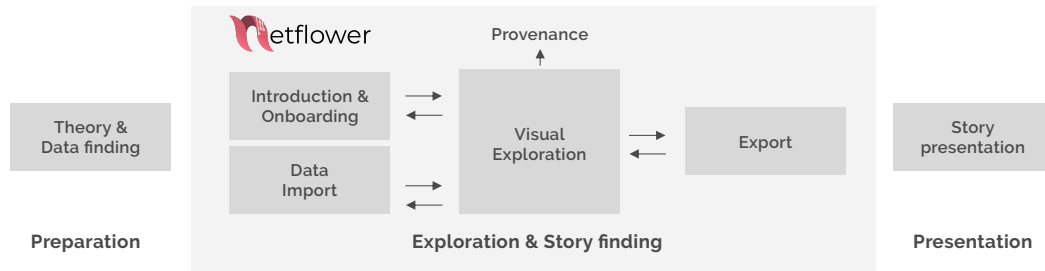 Netflower
Provenance
Introduction &
Onboarding
Theory &
Data finding
Visual
Exploration
Data
Import
Export
Story
presentation
Preparation
Exploration & Story finding
Presentation